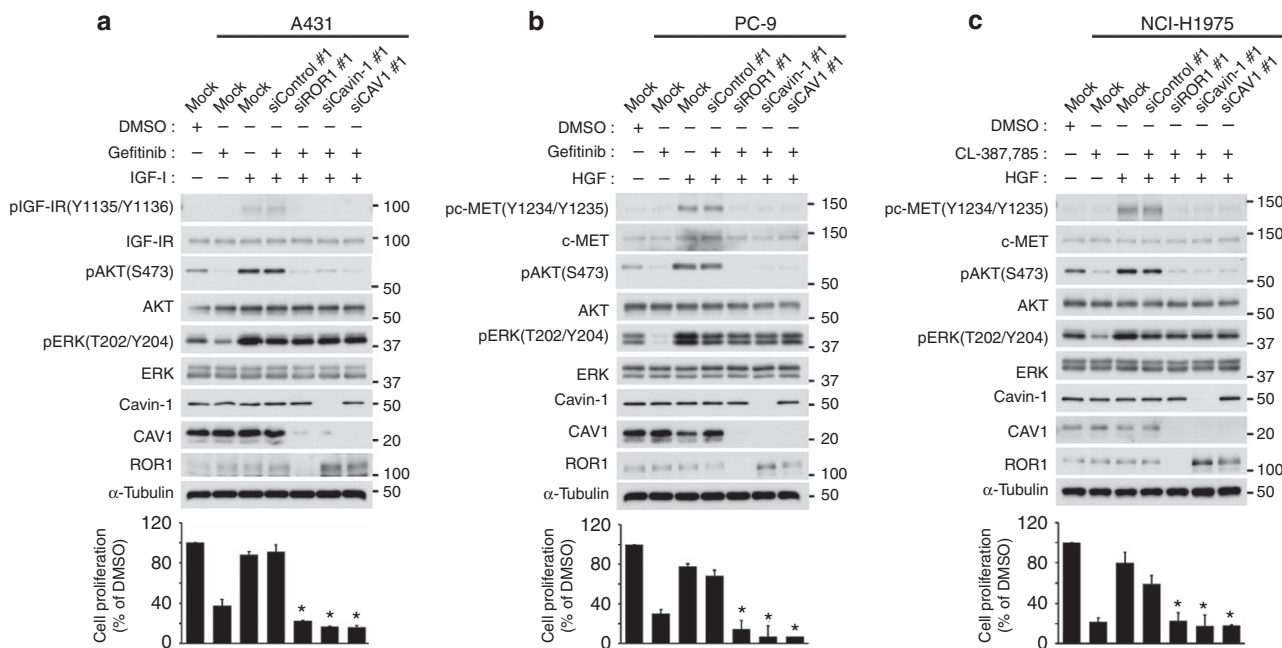 a
A431
Mock Mock Mock siControl #1 siROR1 #1 siCavin-1 #1 siCAV1 #1
DMSO : + – – – – – –
Gefitinib : – + – + + + +
IGF-I – – + + + + +
pIGF-IR(Y1135/Y1136) 100
IGF-IR 100
pAKT(S473) 50
AKT 50
pERK(T202/Y204) 37
ERK 37
Cavin-1 50
CAV1 20
ROR1 100
α-Tubulin 50
Cell proliferation
(% of DMSO)
120
80
40
0
* * *
b
PC-9
Mock Mock Mock siControl #1 siROR1 #1 siCavin-1 #1 siCAV1 #1
DMSO : + – – – – – –
Gefitinib : – + – + + + +
HGF : – – + + + + +
pc-MET(Y1234/Y1235) 150
c-MET 150
pAKT(S473) 50
AKT 50
pERK(T202/Y204) 37
ERK 37
Cavin-1 50
CAV1 20
ROR1 100
α-Tubulin 50
Cell proliferation
(% of DMSO)
120
80
40
0
* * *
c
NCI-H1975
Mock Mock Mock siControl #1 siROR1 #1 siCavin-1 #1 siCAV1 #1
DMSO : + – – – – – –
CL-387,785 : – + – + + + +
HGF : – – + + + + +
pc-MET(Y1234/Y1235) 150
c-MET 150
pAKT(S473) 50
AKT 50
pERK(T202/Y204) 37
ERK 37
Cavin-1 50
CAV1 20
ROR1 100
α-Tubulin 50
Cell proliferation
(% of DMSO)
120
80
40
0
* * *